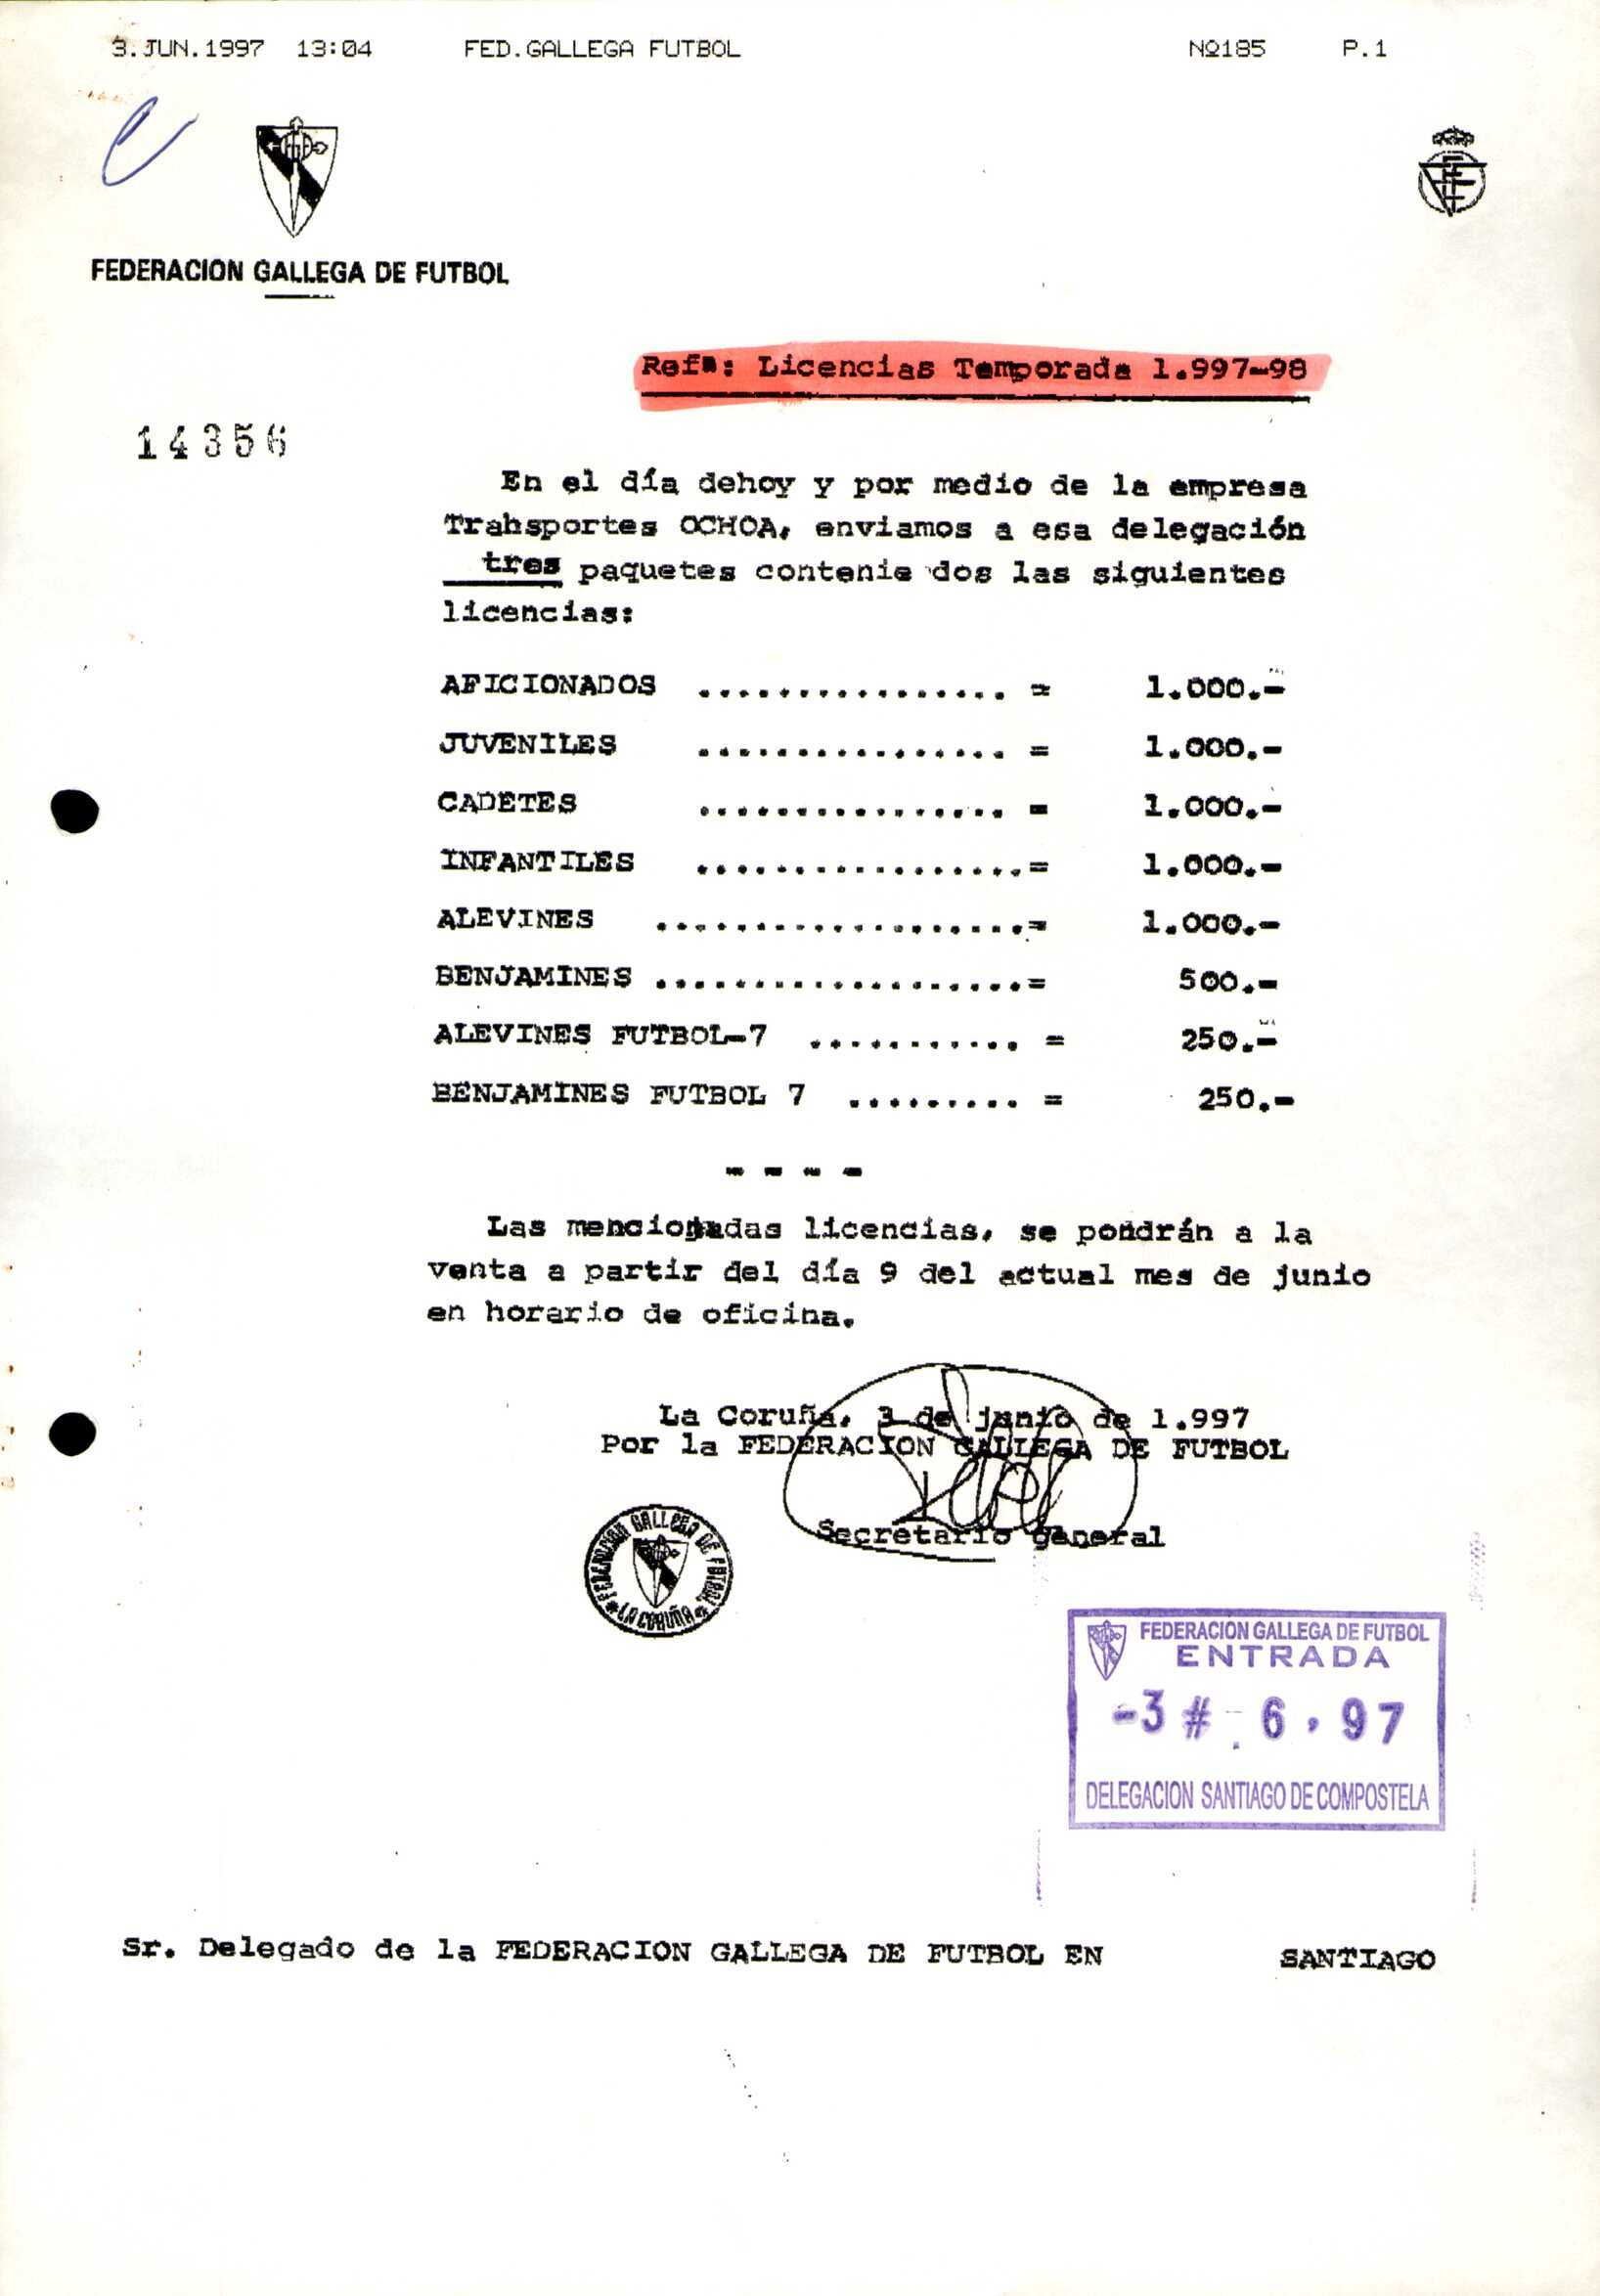 3.JUN.1997 13:04 FED.GALLEGA FUTBOL Nº185 P.1
FEDERACION GALLEGA DE FUTBOL
Refª: Licencias Temporada 1.997-98
14356
En el día dehoy y por medio de la empresa
Trahsportes OCHOA, enviamos a esa delegación
tres paquetes contenie dos las siguientes
licencias:
AFICIONADOS ................ = 1.000.-
JUVENILES ................ = 1.000.-
CADETES ................ = 1.000.-
INFANTILES .................= 1.000.-
ALEVINES ...................= 1.000.-
BENJAMINES ...................= 500.-
ALEVINES FUTBOL-7 ........... = 250.-
BENJAMINES FUTBOL 7 ......... = 250.-
- - - -
Las mencionadas licencias, se pondrán a la
venta a partir del día 9 del actual mes de junio
en horario de oficina.
La Coruña, 3 de junio de 1.997
Por la FEDERACION GALLEGA DE FUTBOL
Secretario general
FEDERACION GALLEGA DE FUTBOL
LA CORUÑA
FEDERACION GALLEGA DE FUTBOL
ENTRADA
-3 # 6 . 97
DELEGACION SANTIAGO DE COMPOSTELA
Sr. Delegado de la FEDERACION GALLEGA DE FUTBOL EN SANTIAGO